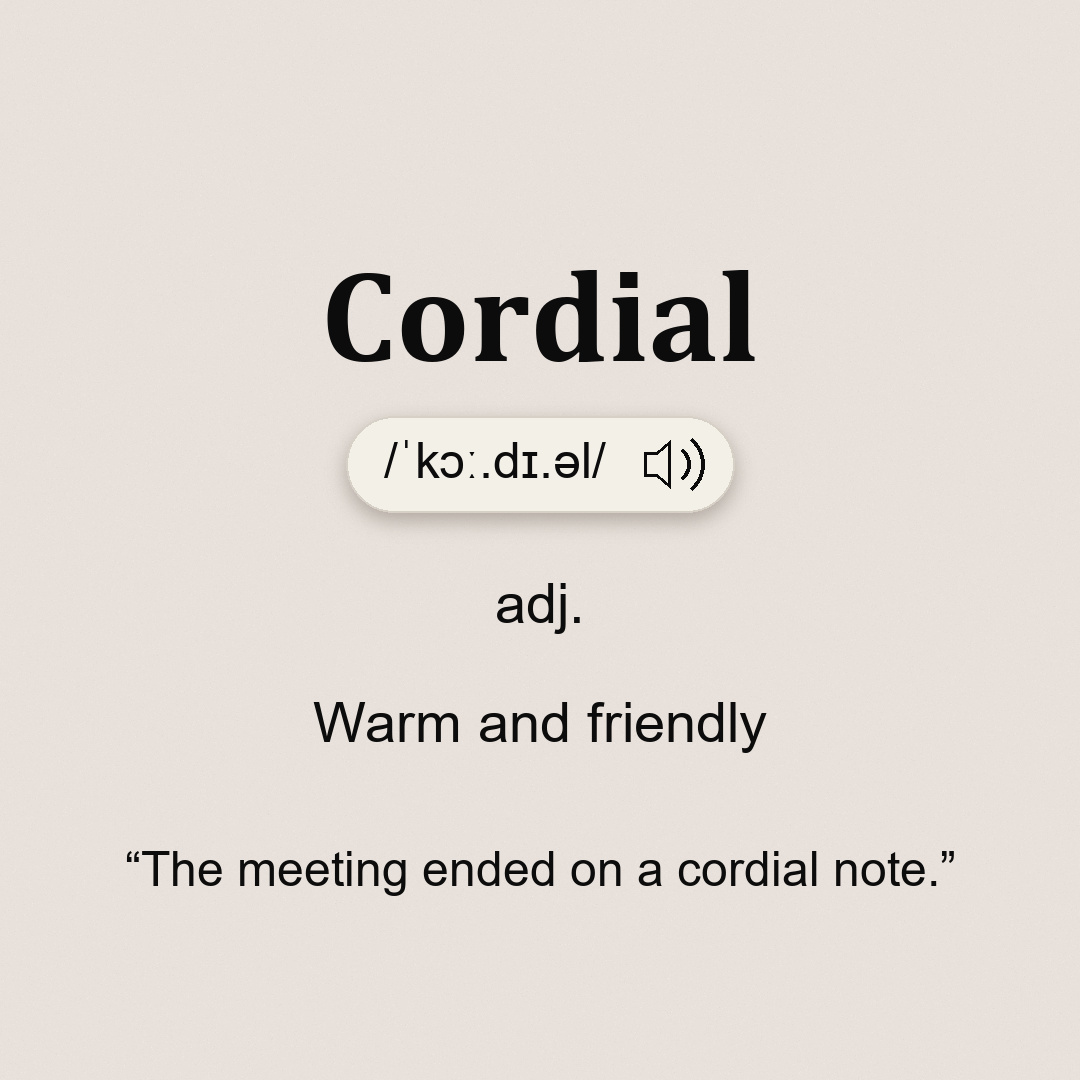 Cordial
/ˈkɔː.dɪ.əl/
adj.
Warm and friendly
“The meeting ended on a cordial note.”